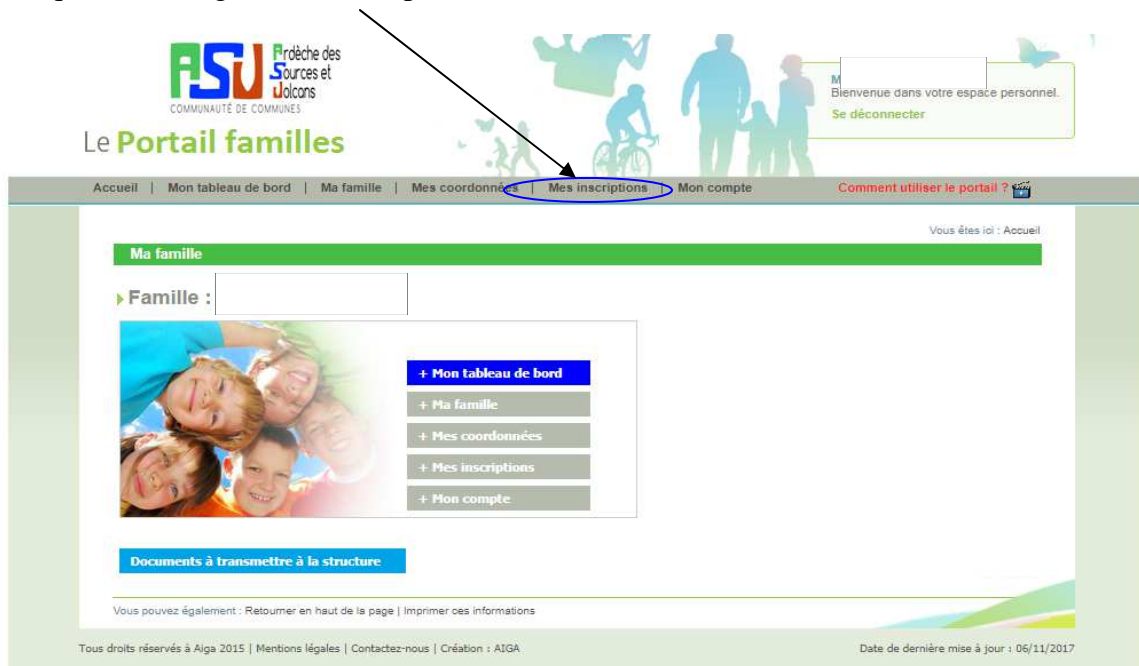 Ardèche des
Sources et
Volcans
COMMUNAUTÉ DE COMMUNES
Le Portail familles
M
Bienvenue dans votre espace personnel.
Se déconnecter
Accueil | Mon tableau de bord | Ma famille | Mes coordonnées | Mes inscriptions | Mon compte
Comment utiliser le portail ?
Vous êtes ici : Accueil
Ma famille
Famille :
+ Mon tableau de bord
+ Ma famille
+ Mes coordonnées
+ Mes inscriptions
+ Mon compte
Documents à transmettre à la structure
Vous pouvez également : Retourner en haut de la page | Imprimer ces informations
Tous droits réservés à Aiga 2015 | Mentions légales | Contactez-nous | Création : AIGA
Date de dernière mise à jour : 06/11/2017